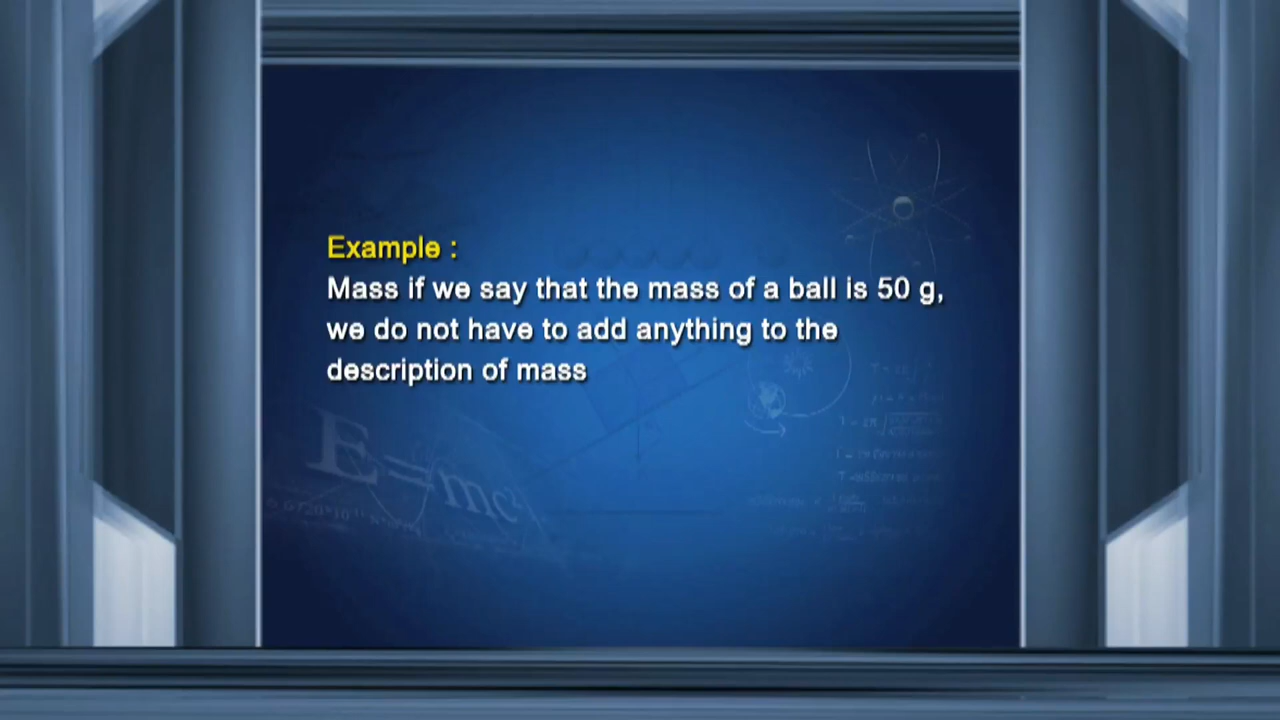 Example :
Mass if we say that the mass of a ball is 50 g,
we do not have to add anything to the
description of mass
E=mc²